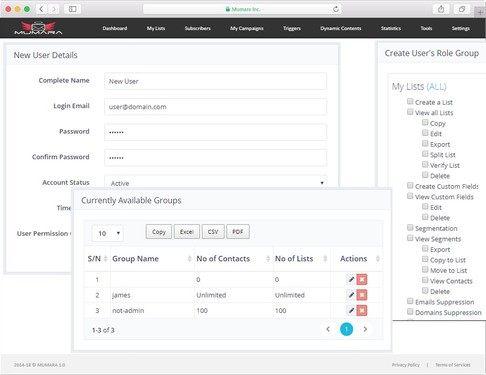 Mumara Inc.
MUMARA
Dashboard My Lists Subscribers My Campaigns Triggers Dynamic Contents Statistics Tools Settings
New User Details
Complete Name New User
Login Email user@domain.com
Password ••••••
Confirm Password ••••••
Account Status Active
Time
User Permission
Create User's Role Group
My Lists (ALL)
Create a List
View all Lists
Copy
Edit
Export
Split List
Verify List
Delete
Create Custom Fields
View Custom Fields
Edit
Delete
Segmentation
View Segments
Export
Copy to List
Move to List
View Contacts
Delete
Emails Suppression
Domains Suppression
Currently Available Groups
10 Copy Excel CSV PDF
S/N Group Name No of Contacts No of Lists Actions
1 0 0
2 james Unlimited Unlimited
3 not-admin 100 100
1-3 of 3 1
Privacy Policy | Terms of Services